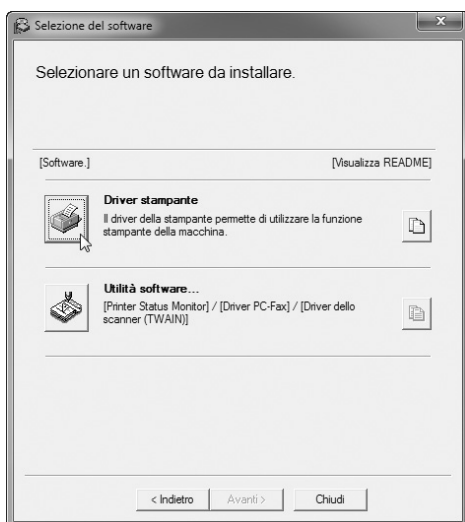 Selezione del software
x
Selezionare un software da installare.
[Software.] [Visualizza README]
Driver stampante
Il driver della stampante permette di utilizzare la funzione
stampante della macchina.
Utilità software...
[Printer Status Monitor] / [Driver PC-Fax] / [Driver dello
scanner (TWAIN)]
< Indietro Avanti > Chiudi